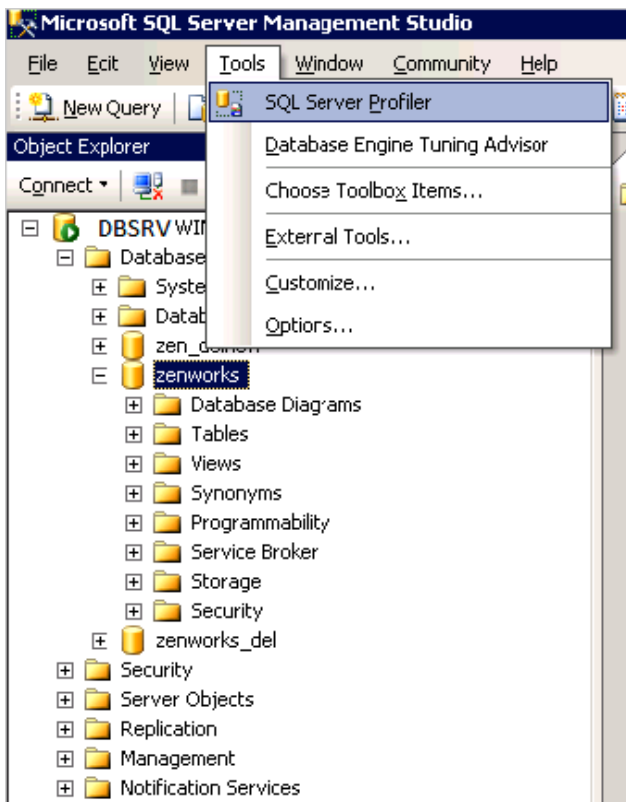 Microsoft SQL Server Management Studio
File Ecit View Tools Window Community Help
New Query
SQL Server Profiler
Object Explorer
Database Engine Tuning Advisor
Connect
Choose Toolbox Items...
DBSRV WI
External Tools...
Database
Syste
Customize...
Datab
Options...
zenworks
Database Diagrams
Tables
Views
Synonyms
Programmability
Service Broker
Storage
Security
zenworks_del
Security
Server Objects
Replication
Management
Notification Services